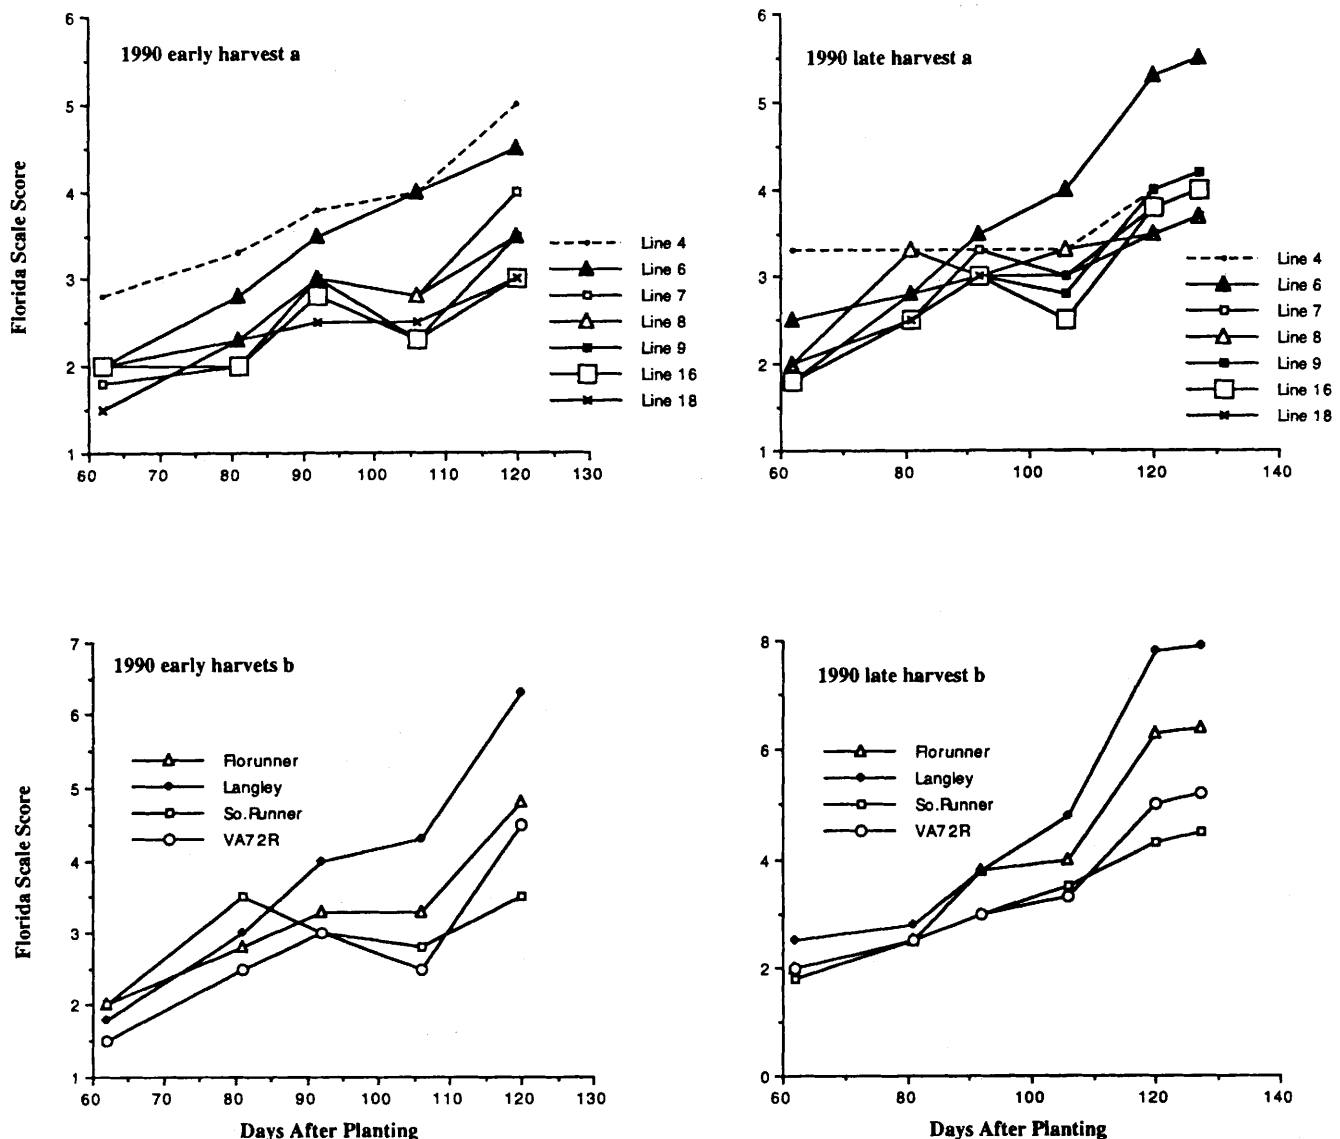 1990 early harvest a
Florida Scale Score
6
5
4
3
2
1
60 70 80 90 100 110 120 130
Line 4
Line 6
Line 7
Line 8
Line 9
Line 16
Line 18
1990 late harvest a
6
5
4
3
2
1
60 80 100 120 140
Line 4
Line 6
Line 7
Line 8
Line 9
Line 16
Line 18
1990 early harvets b
Florida Scale Score
7
6
5
4
3
2
1
60 70 80 90 100 110 120 130
Florunner
Langley
So.Runner
VA72R
Days After Planting
1990 late harvest b
8
6
4
2
0
60 80 100 120 140
Florunner
Langley
So.Runner
VA72R
Days After Planting